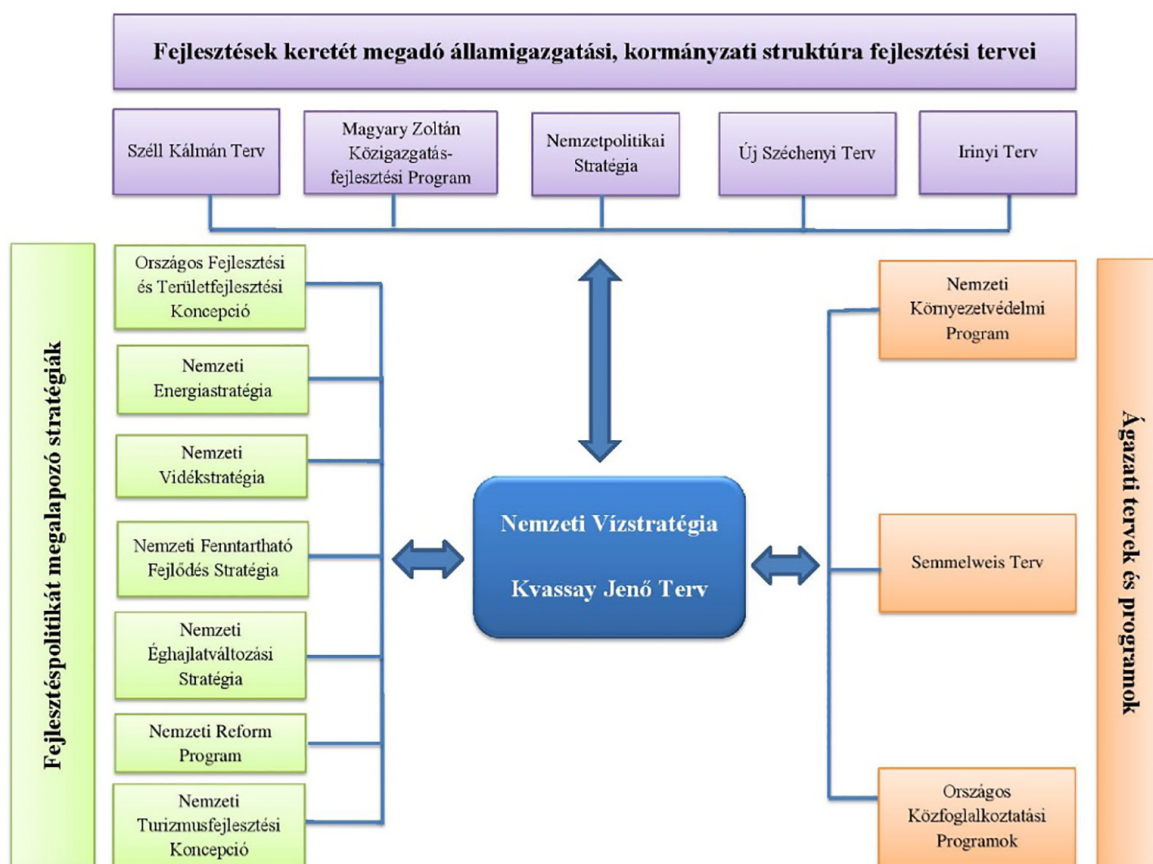 Fejlesztések keretét megadó államigazgatási, kormányzati struktúra fejlesztési tervei
Széll Kálmán Terv
Magyary Zoltán
Közigazgatás-
fejlesztési Program
Nemzetpolitikai
Stratégia
Új Széchenyi Terv
Irinyi Terv
Fejlesztéspolitikát megalapozó stratégiák
Országos Fejlesztési
és Területfejlesztési
Koncepció
Nemzeti
Energiastratégia
Nemzeti
Vidékstratégia
Nemzeti Fenntartható
Fejlődés Stratégia
Nemzeti
Éghajlatváltozási
Stratégia
Nemzeti Reform
Program
Nemzeti
Turizmusfejlesztési
Koncepció
Nemzeti Vízstratégia
Kvassay Jenő Terv
Nemzeti
Környezetvédelmi
Program
Semmelweis Terv
Országos
Közfoglalkoztatási
Programok
Ágazati tervek és programok